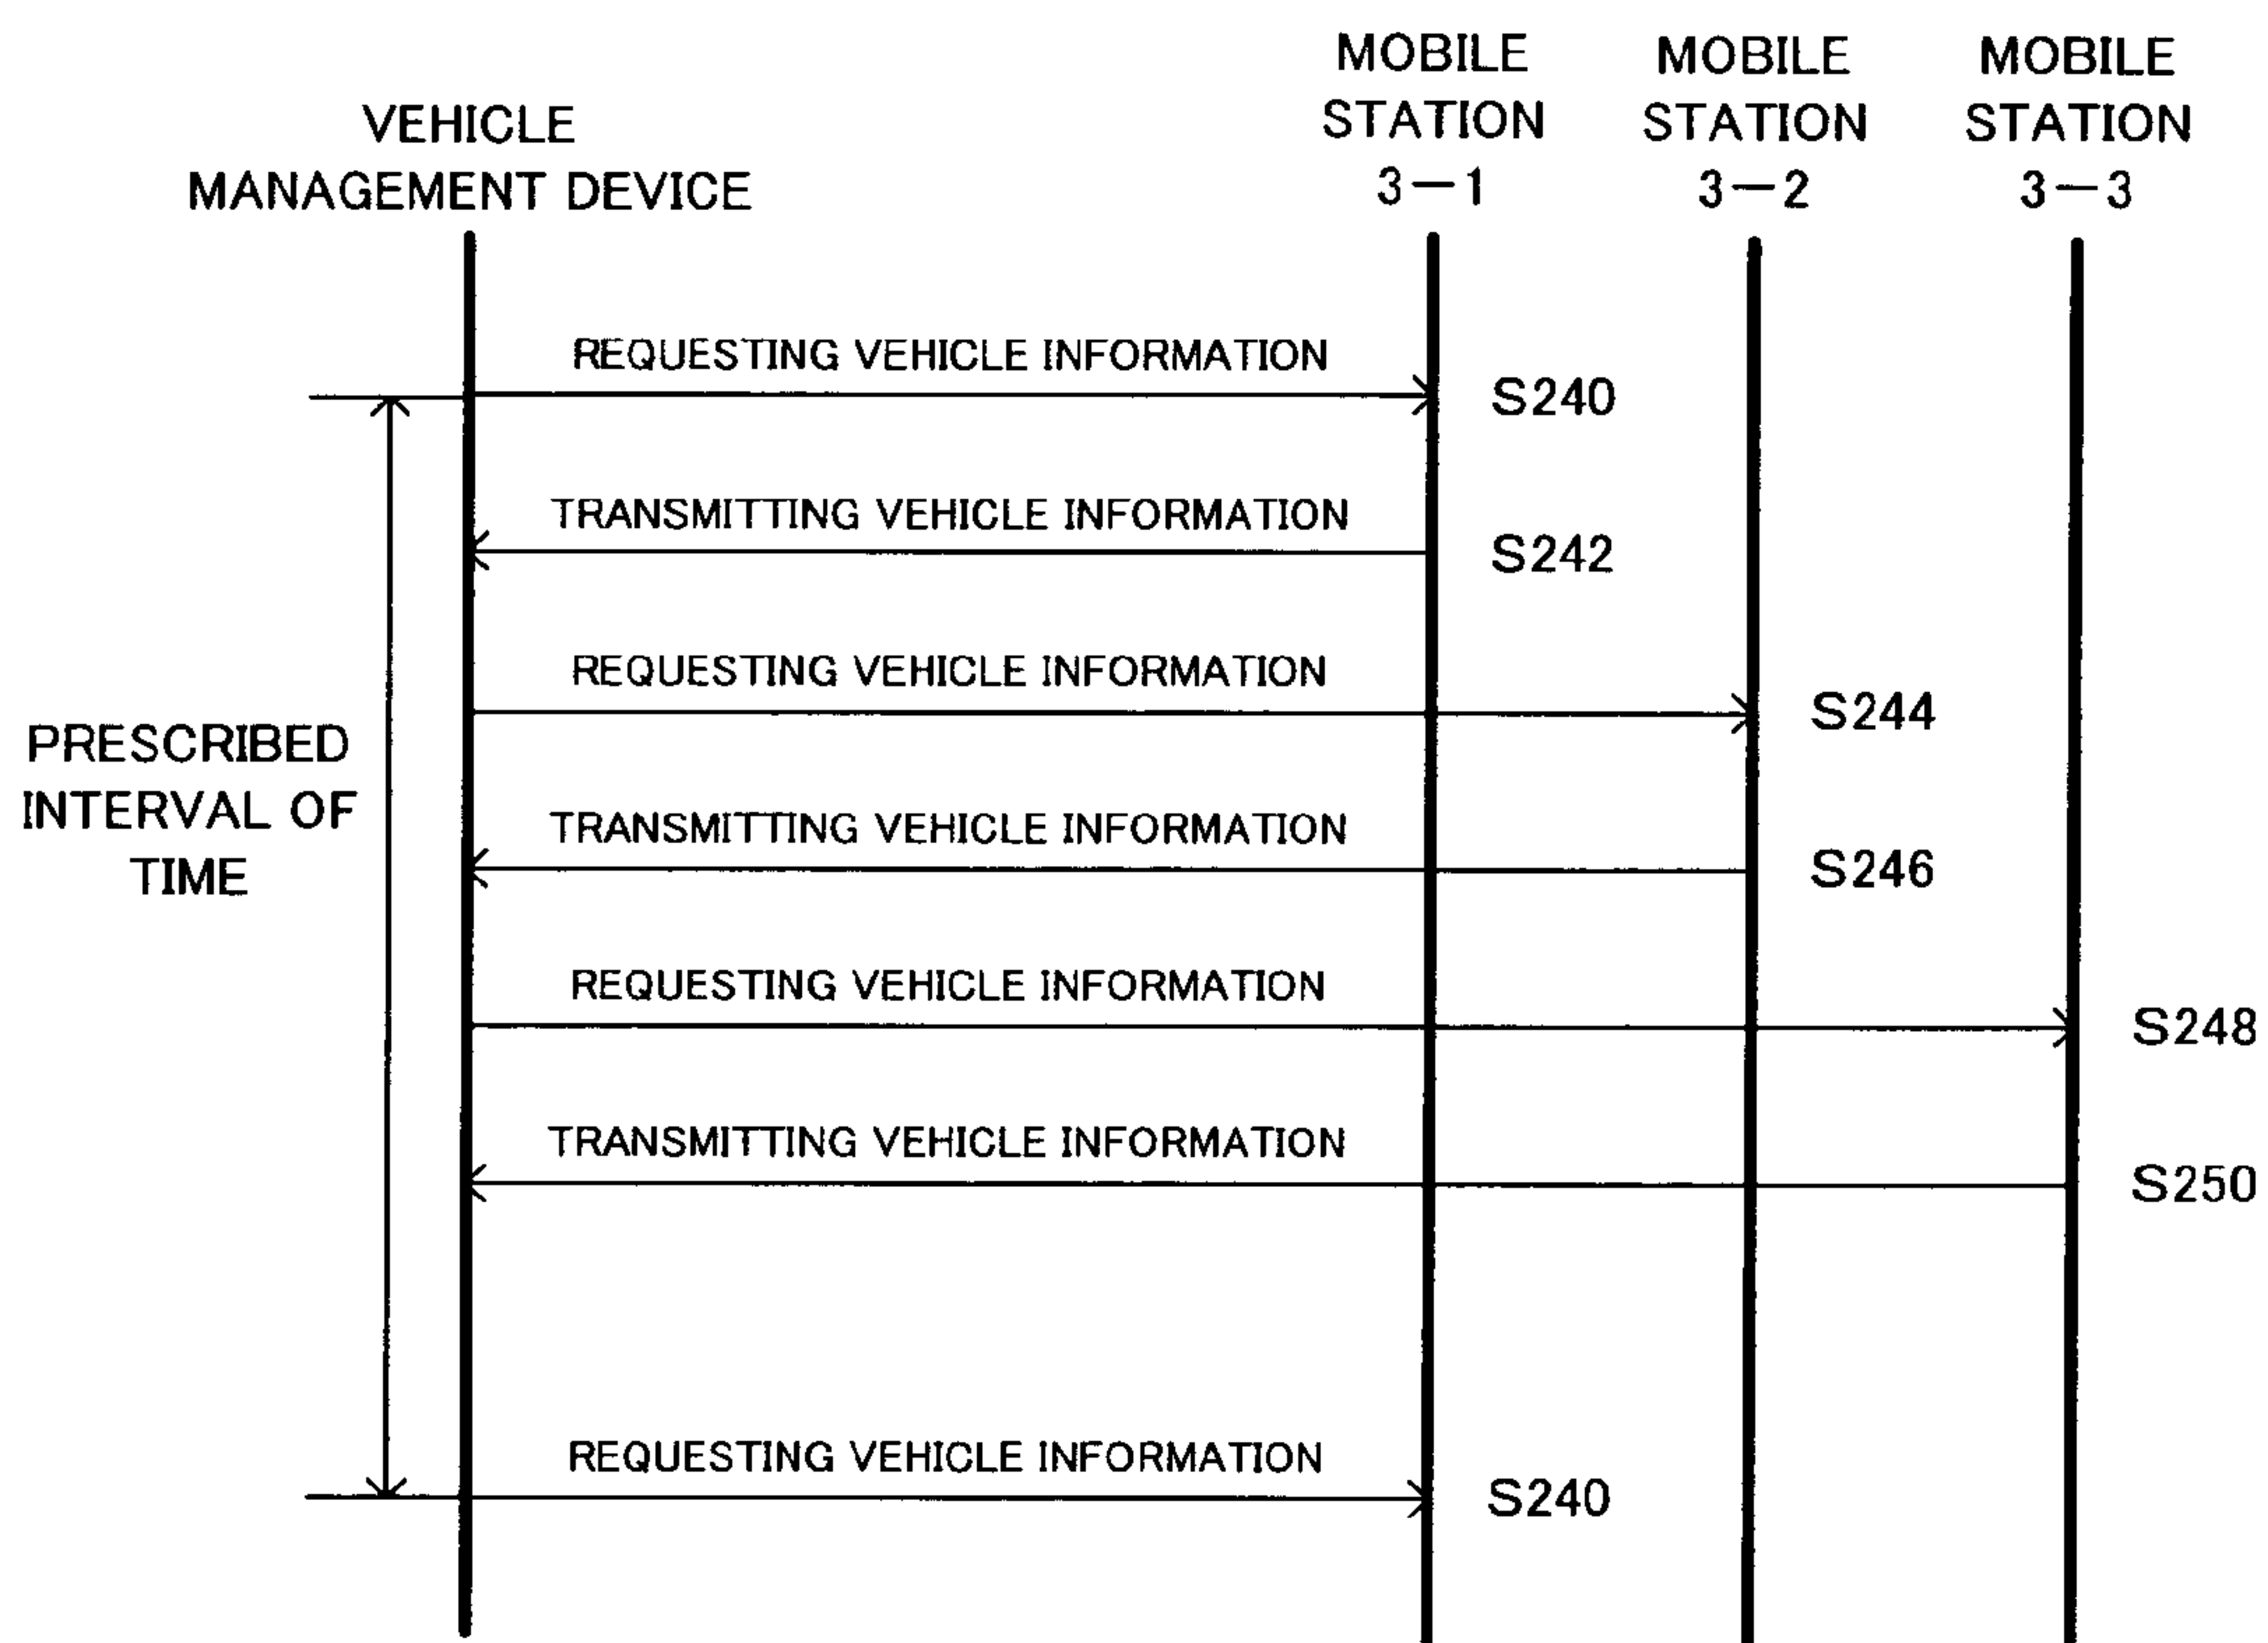 VEHICLE
MANAGEMENT DEVICE
MOBILE
STATION
3-1
MOBILE
STATION
3-2
MOBILE
STATION
3-3
REQUESTING VEHICLE INFORMATION
S240
TRANSMITTING VEHICLE INFORMATION
S242
REQUESTING VEHICLE INFORMATION
S244
PRESCRIBED
INTERVAL OF
TIME
TRANSMITTING VEHICLE INFORMATION
S246
REQUESTING VEHICLE INFORMATION
S248
TRANSMITTING VEHICLE INFORMATION
S250
REQUESTING VEHICLE INFORMATION
S240